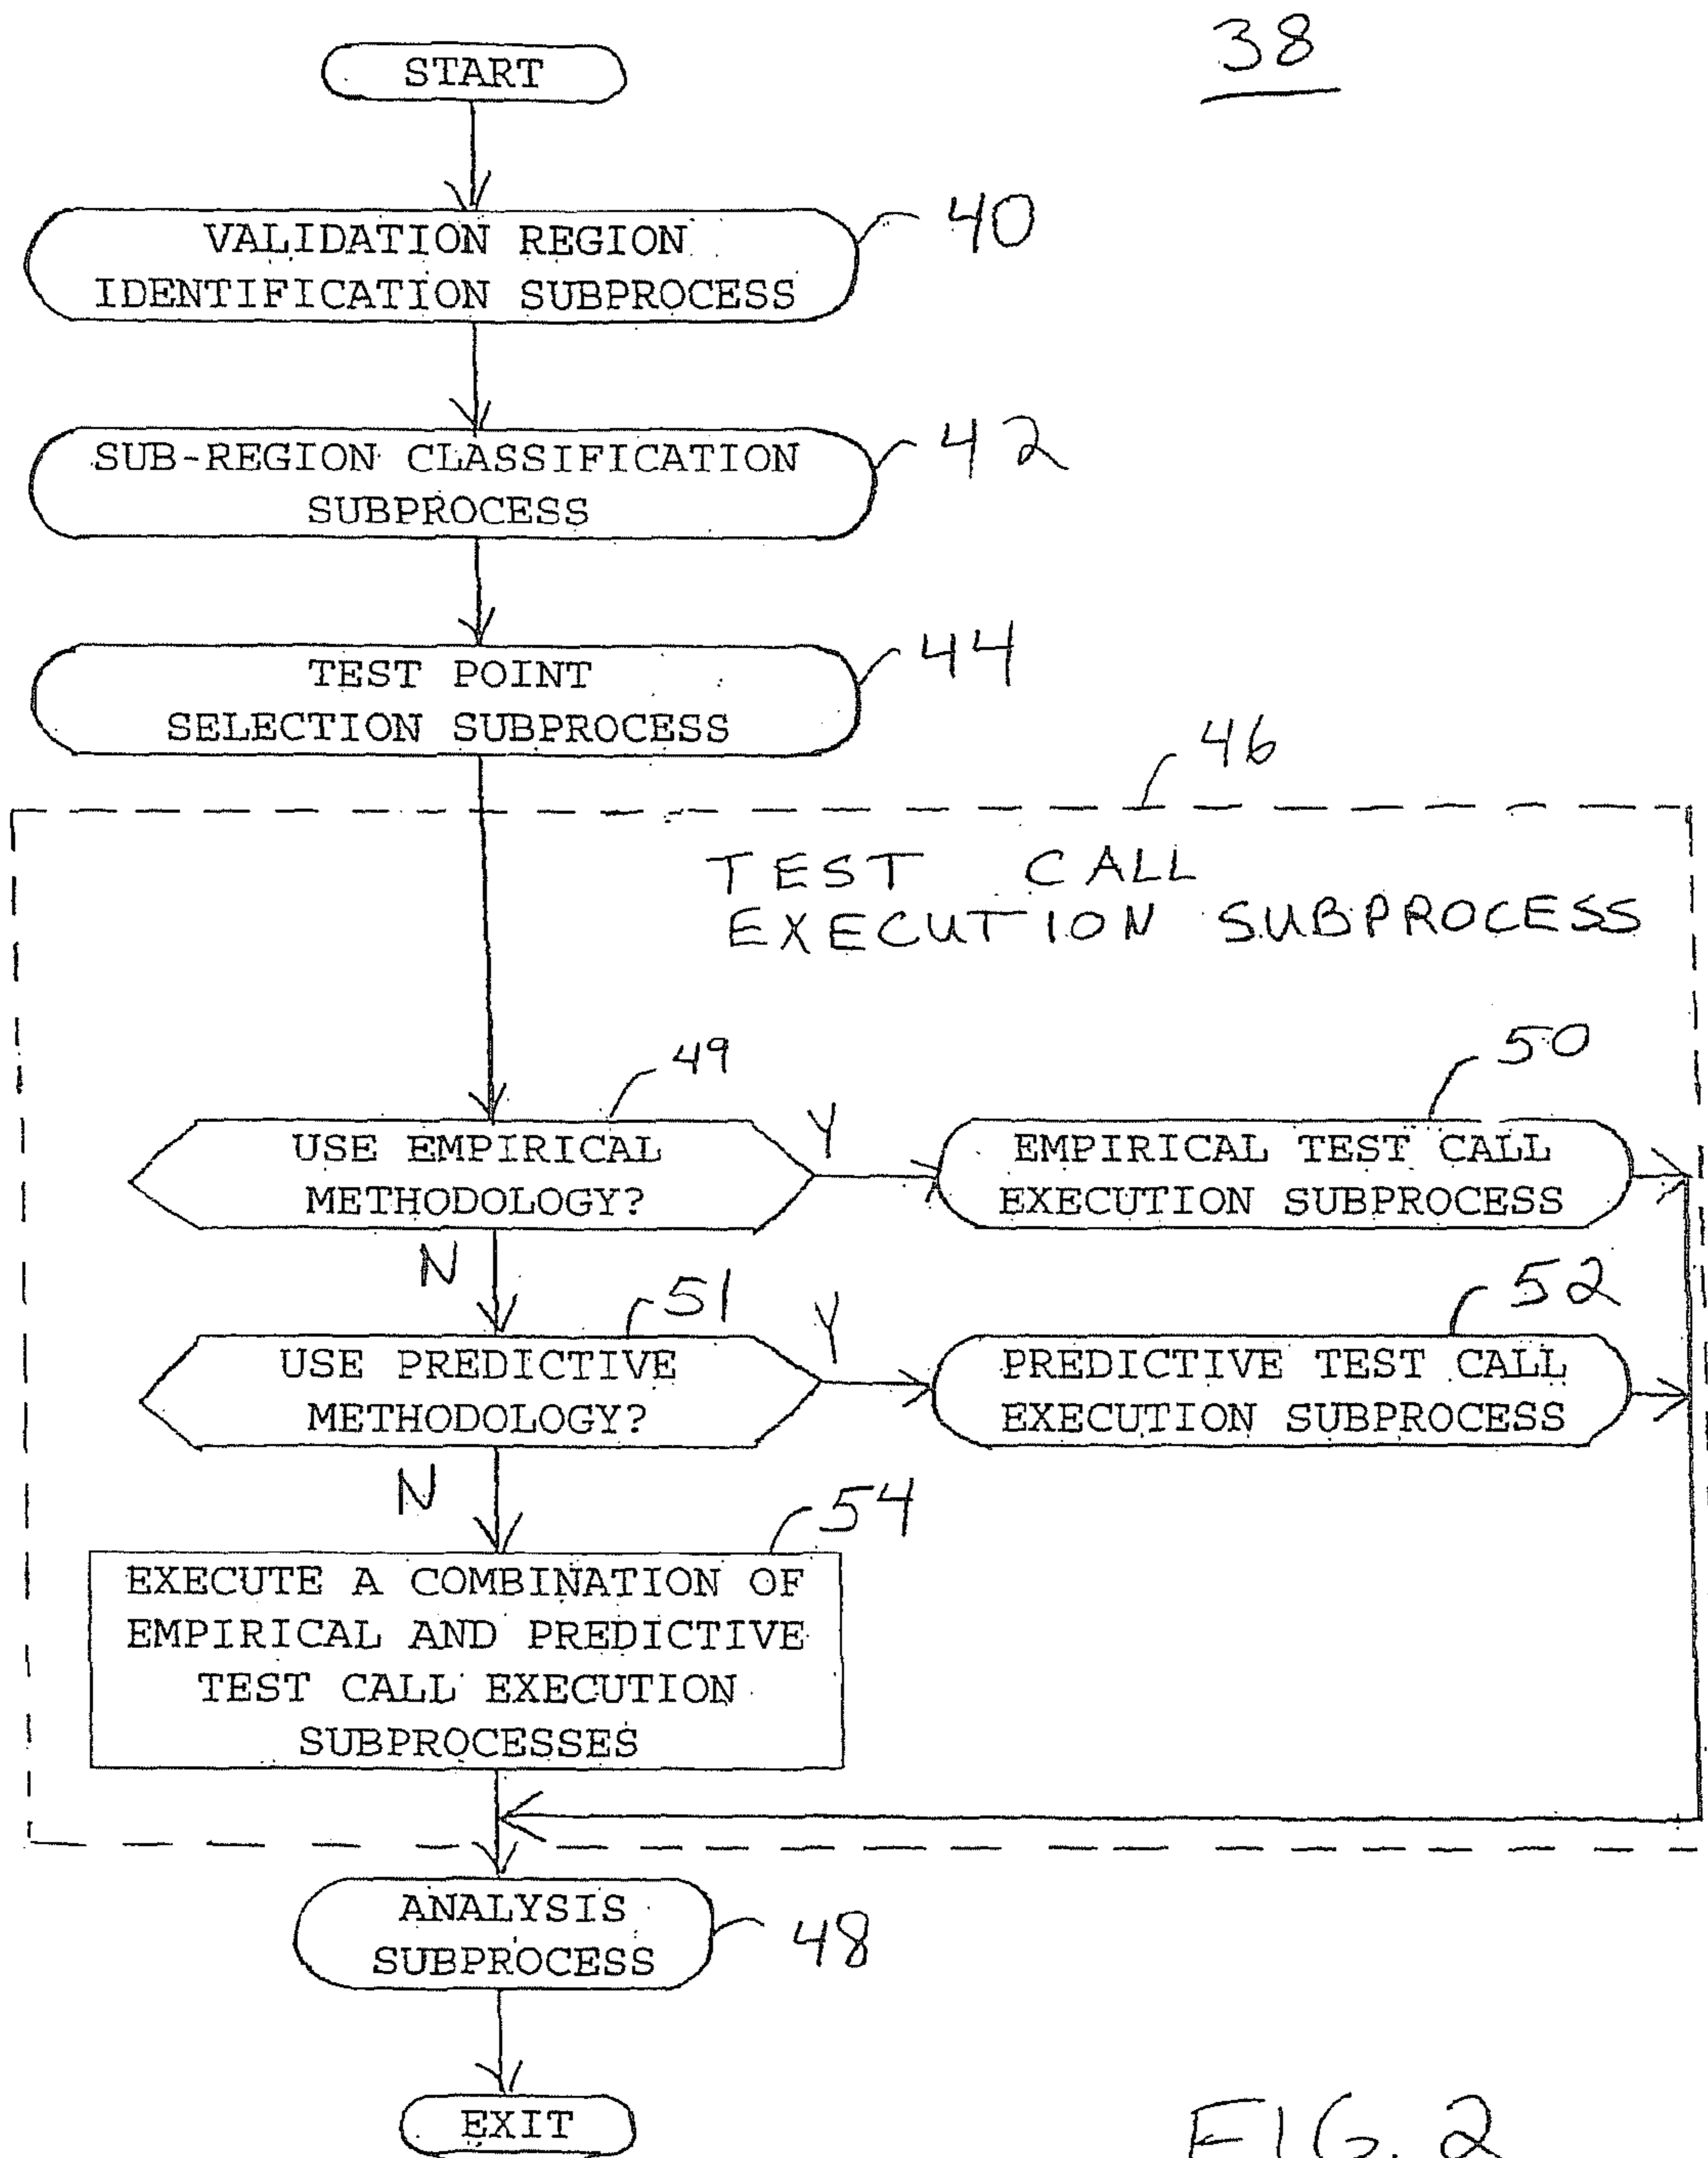 38
START
VALIDATION REGION
IDENTIFICATION SUBPROCESS
40
SUB-REGION CLASSIFICATION
SUBPROCESS
42
TEST POINT
SELECTION SUBPROCESS
44
46
TEST CALL
EXECUTION SUBPROCESS
49
USE EMPIRICAL
METHODOLOGY?
Y
50
EMPIRICAL TEST CALL
EXECUTION SUBPROCESS
N
51
USE PREDICTIVE
METHODOLOGY?
Y
52
PREDICTIVE TEST CALL
EXECUTION SUBPROCESS
N
54
EXECUTE A COMBINATION OF
EMPIRICAL AND PREDICTIVE
TEST CALL EXECUTION
SUBPROCESSES
ANALYSIS
SUBPROCESS
48
EXIT
FIG. 2